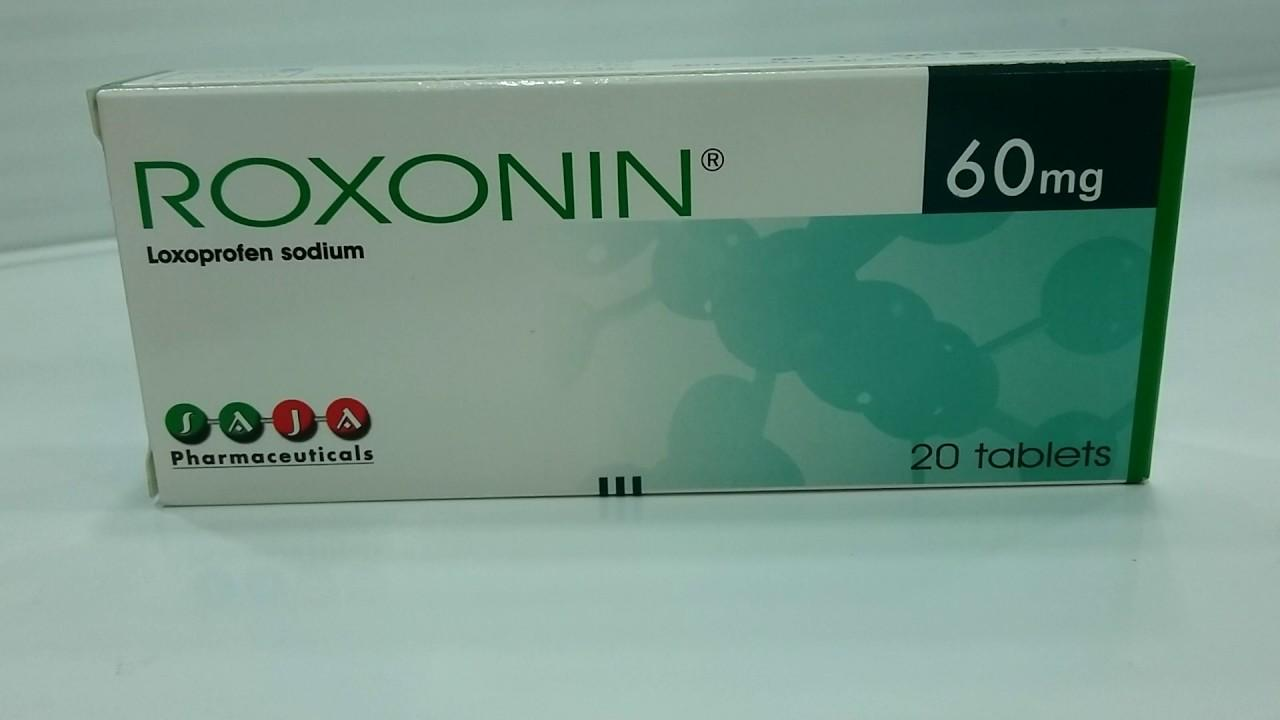 ROXONIN®
60mg
Loxoprofen sodium
SAJA
Pharmaceuticals
20 tablets